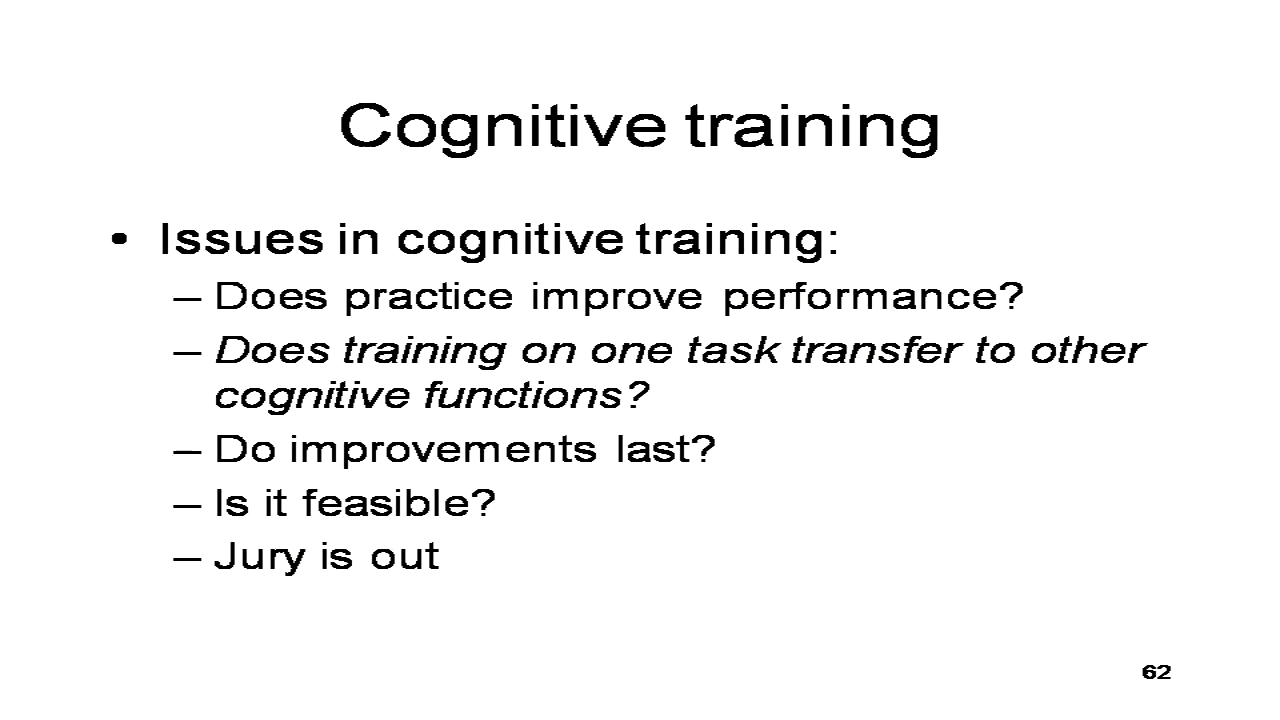 Cognitive training
• Issues in cognitive training:
– Does practice improve performance?
– Does training on one task transfer to other
cognitive functions?
– Do improvements last?
– Is it feasible?
– Jury is out
62